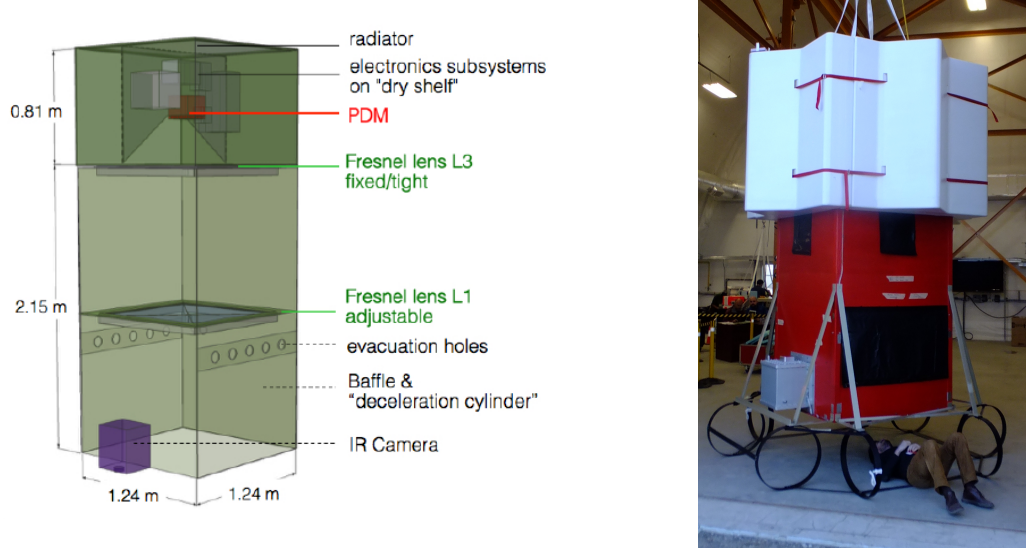 radiator
electronics subsystems
on "dry shelf"
0.81 m
PDM
Fresnel lens L3
fixed/tight
2.15 m
Fresnel lens L1
adjustable
evacuation holes
Baffle &
“deceleration cylinder”
IR Camera
1.24 m
1.24 m